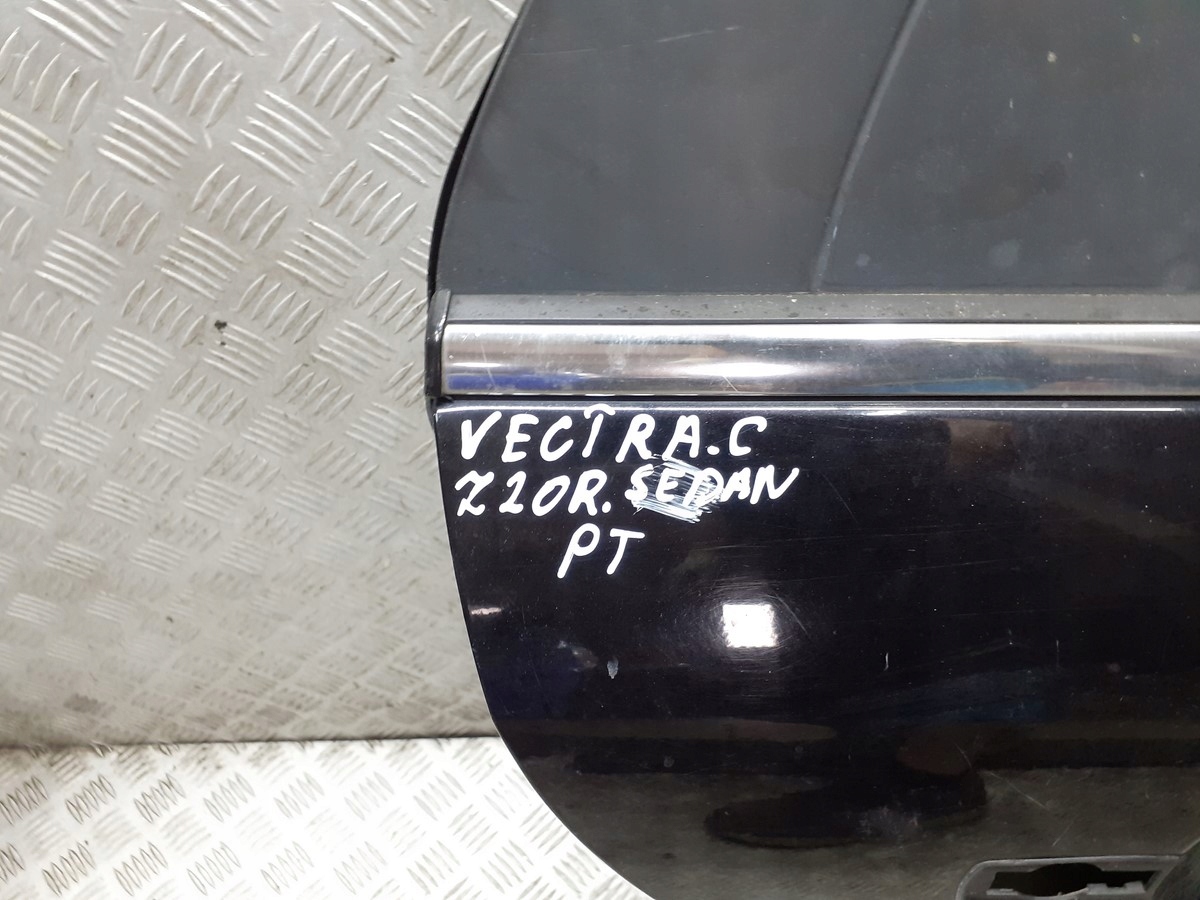 VECTRA.C
Z20R. SEDAN
PT